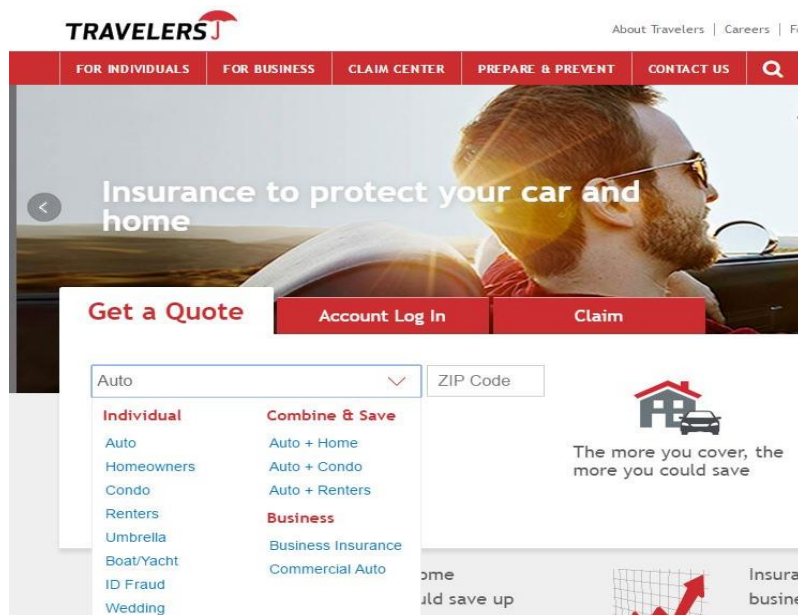 TRAVELERS
About Travelers | Careers |
FOR INDIVIDUALS FOR BUSINESS CLAIM CENTER PREPARE & PREVENT CONTACT US
Insurance to protect your car and
home
Get a Quote Account Log In Claim
Auto ZIP Code
Individual
Auto
Homeowners
Condo
Renters
Umbrella
Boat/Yacht
ID Fraud
Wedding
Combine & Save
Auto + Home
Auto + Condo
Auto + Renters
Business
Business Insurance
Commercial Auto
The more you cover, the
more you could save
save up